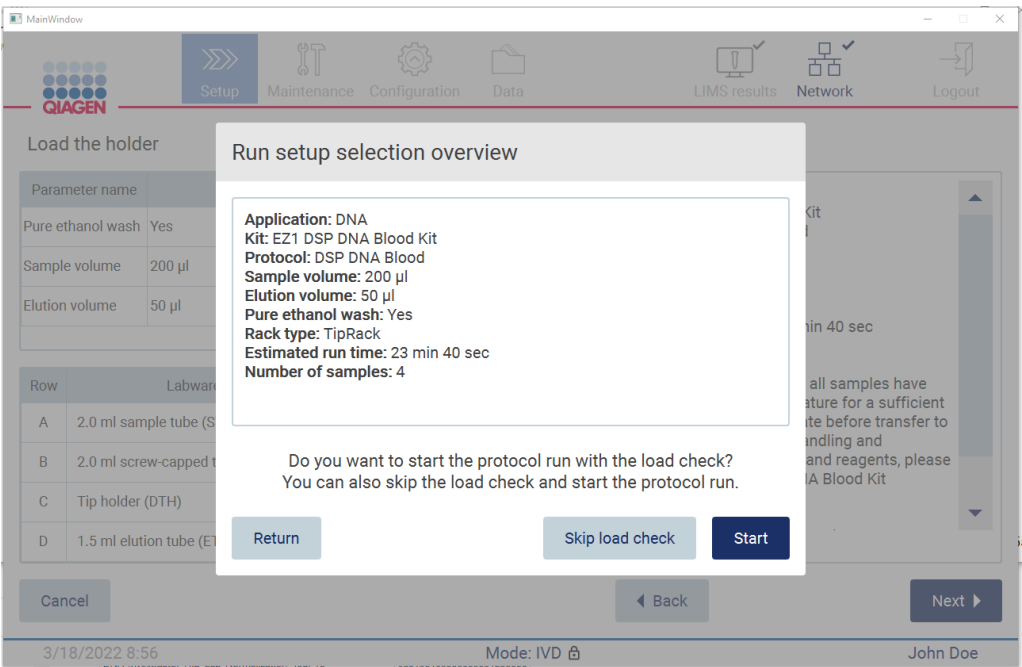 MainWindow
QIAGEN
Setup
Maintenance
Configuration
Data
LIMS results
Network
Logout
Load the holder
Parameter name
Pure ethanol wash Yes
Sample volume 200 µl
Elution volume 50 µl
Row Labware
A 2.0 ml sample tube (S
B 2.0 ml screw-capped t
C Tip holder (DTH)
D 1.5 ml elution tube (ET
Run setup selection overview
Application: DNA
Kit: EZ1 DSP DNA Blood Kit
Protocol: DSP DNA Blood
Sample volume: 200 µl
Elution volume: 50 µl
Pure ethanol wash: Yes
Rack type: TipRack
Estimated run time: 23 min 40 sec
Number of samples: 4
Do you want to start the protocol run with the load check?
You can also skip the load check and start the protocol run.
Return
Skip load check
Start
Kit
min 40 sec
all samples have
ature for a sufficient
te before transfer to
andling and
and reagents, please
IA Blood Kit
Cancel
Back
Next
3/18/2022 8:56
Mode: IVD
John Doe